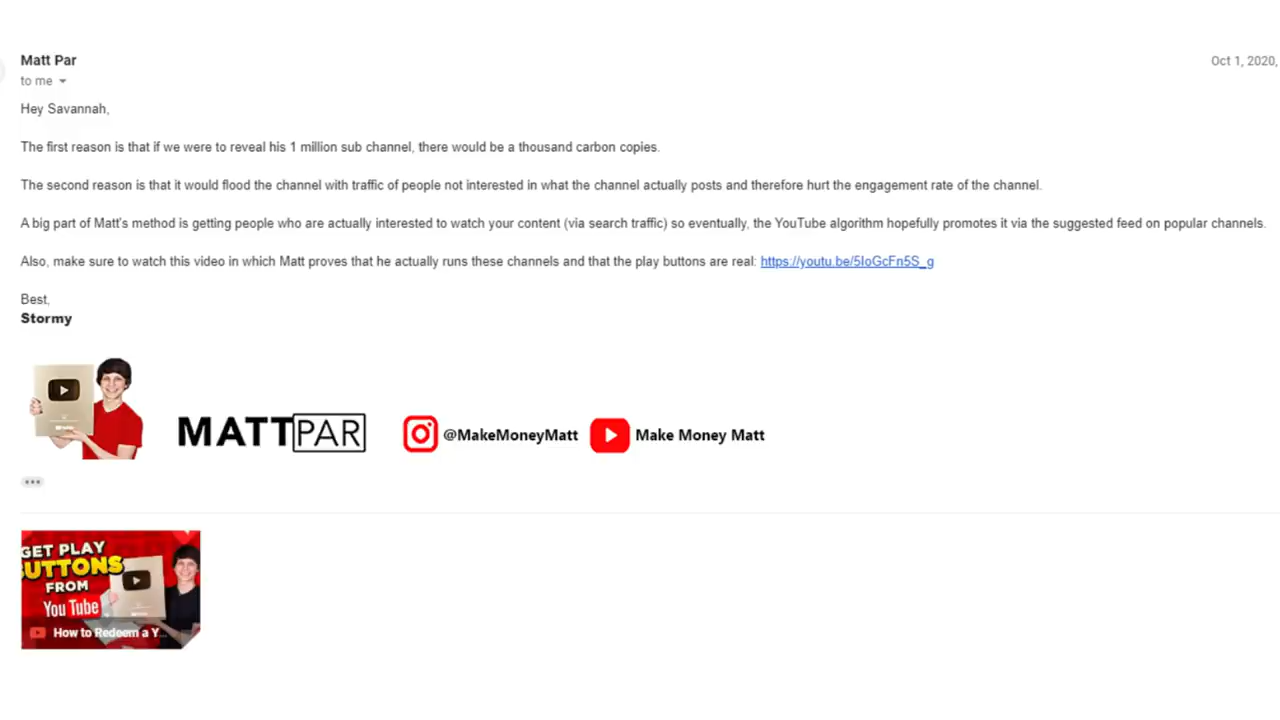 Matt Par
Oct 1, 2020,
to me
Hey Savannah,
The first reason is that if we were to reveal his 1 million sub channel, there would be a thousand carbon copies.
The second reason is that it would flood the channel with traffic of people not interested in what the channel actually posts and therefore hurt the engagement rate of the channel.
A big part of Matt's method is getting people who are actually interested to watch your content (via search traffic) so eventually, the YouTube algorithm hopefully promotes it via the suggested feed on popular channels.
Also, make sure to watch this video in which Matt proves that he actually runs these channels and that the play buttons are real: https://youtu.be/5IoGcFn5S_g
Best,
Stormy
MATTPAR
@MakeMoneyMatt
Make Money Matt
GET PLAY
BUTTONS
FROM
YouTube
How to Redeem a Y...